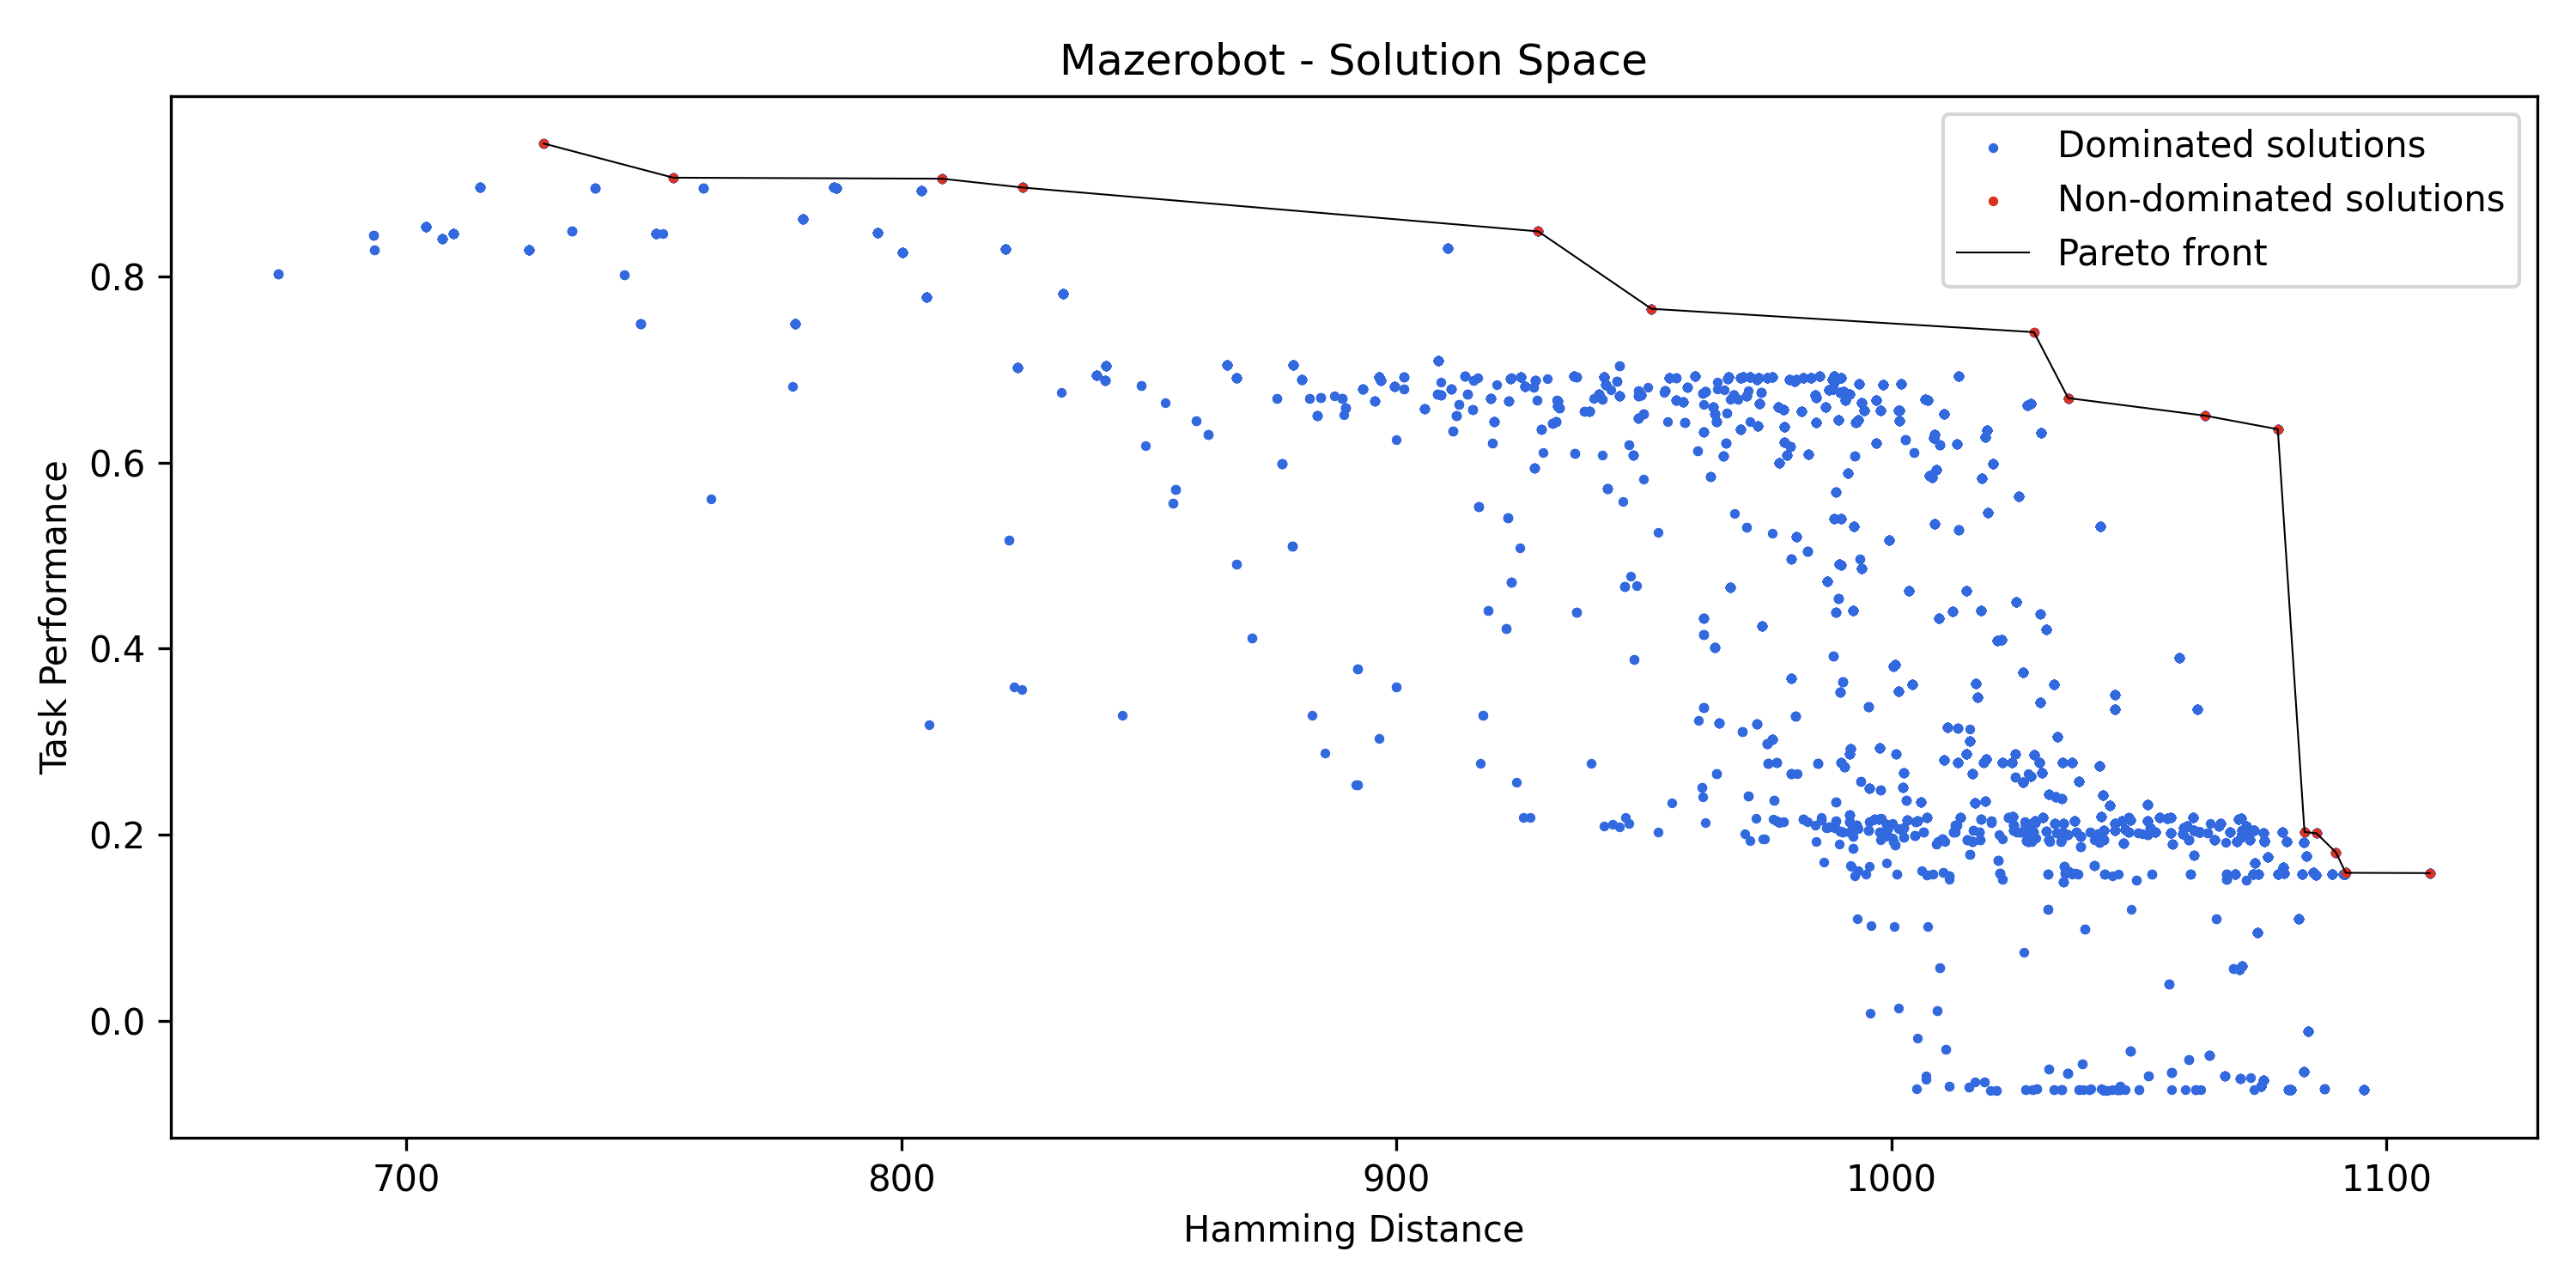 Mazerobot - Solution Space
Dominated solutions
Non-dominated solutions
Pareto front
Task Performance
0.8
0.6
0.4
0.2
0.0
700
800
900
1000
1100
Hamming Distance